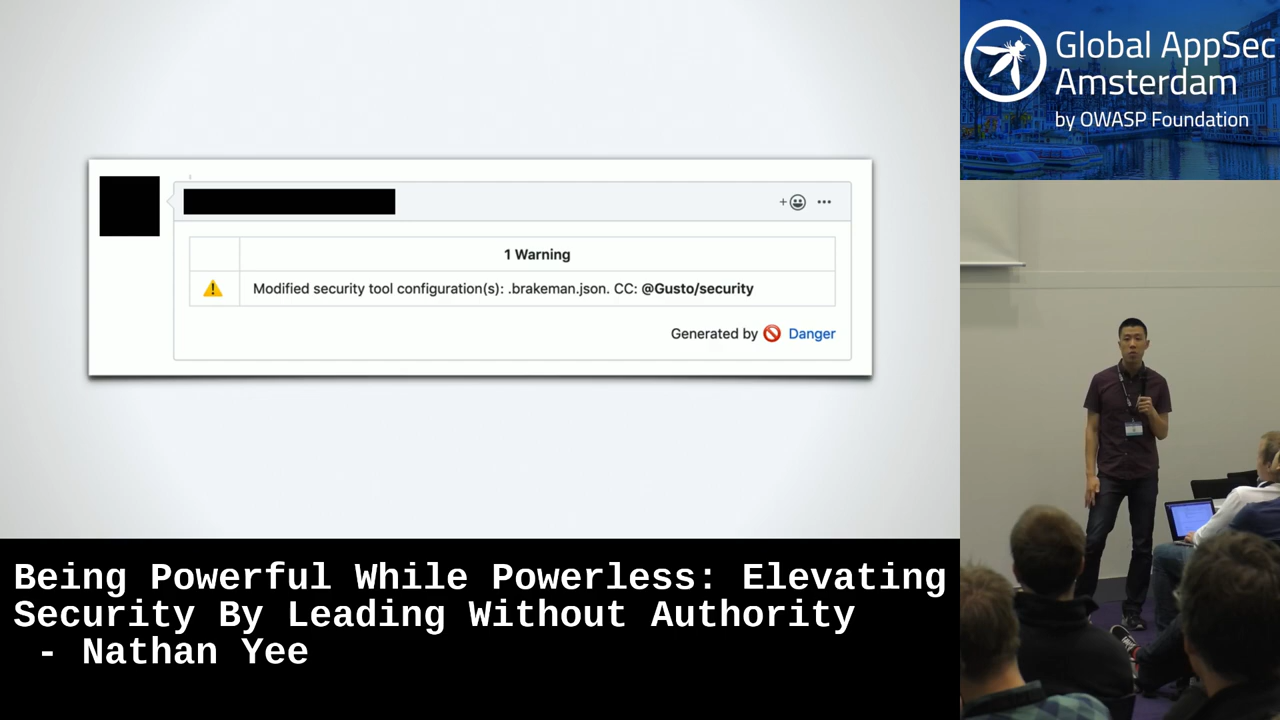 1 Warning
Modified security tool configuration(s): .brakeman.json. CC: @Gusto/security
Generated by 🚫 Danger
Global AppSec
Amsterdam
by OWASP Foundation
Being Powerful While Powerless: Elevating
Security By Leading Without Authority
- Nathan Yee